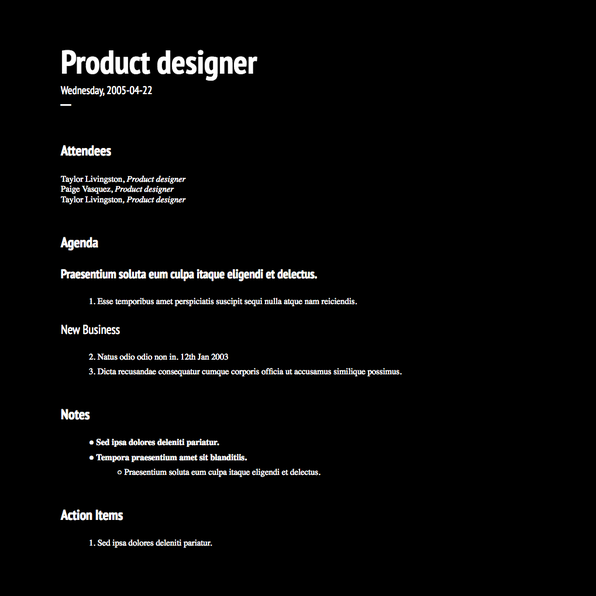 Product designer
Wednesday, 2005-04-22
Attendees
Taylor Livingston, Product designer
Paige Vasquez, Product designer
Taylor Livingston, Product designer
Agenda
Praesentium soluta eum culpa itaque eligendi et delectus.
1. Esse temporibus amet perspiciatis suscipit sequi nulla atque nam reiciendis.
New Business
2. Natus odio odio non in. 12th Jan 2003
3. Dicta recusandae consequatur cumque corporis officia ut accusamus similique possimus.
Notes
● Sed ipsa dolores deleniti pariatur.
● Tempora praesentium amet sit blanditiis.
○ Praesentium soluta eum culpa itaque eligendi et delectus.
Action Items
1. Sed ipsa dolores deleniti pariatur.